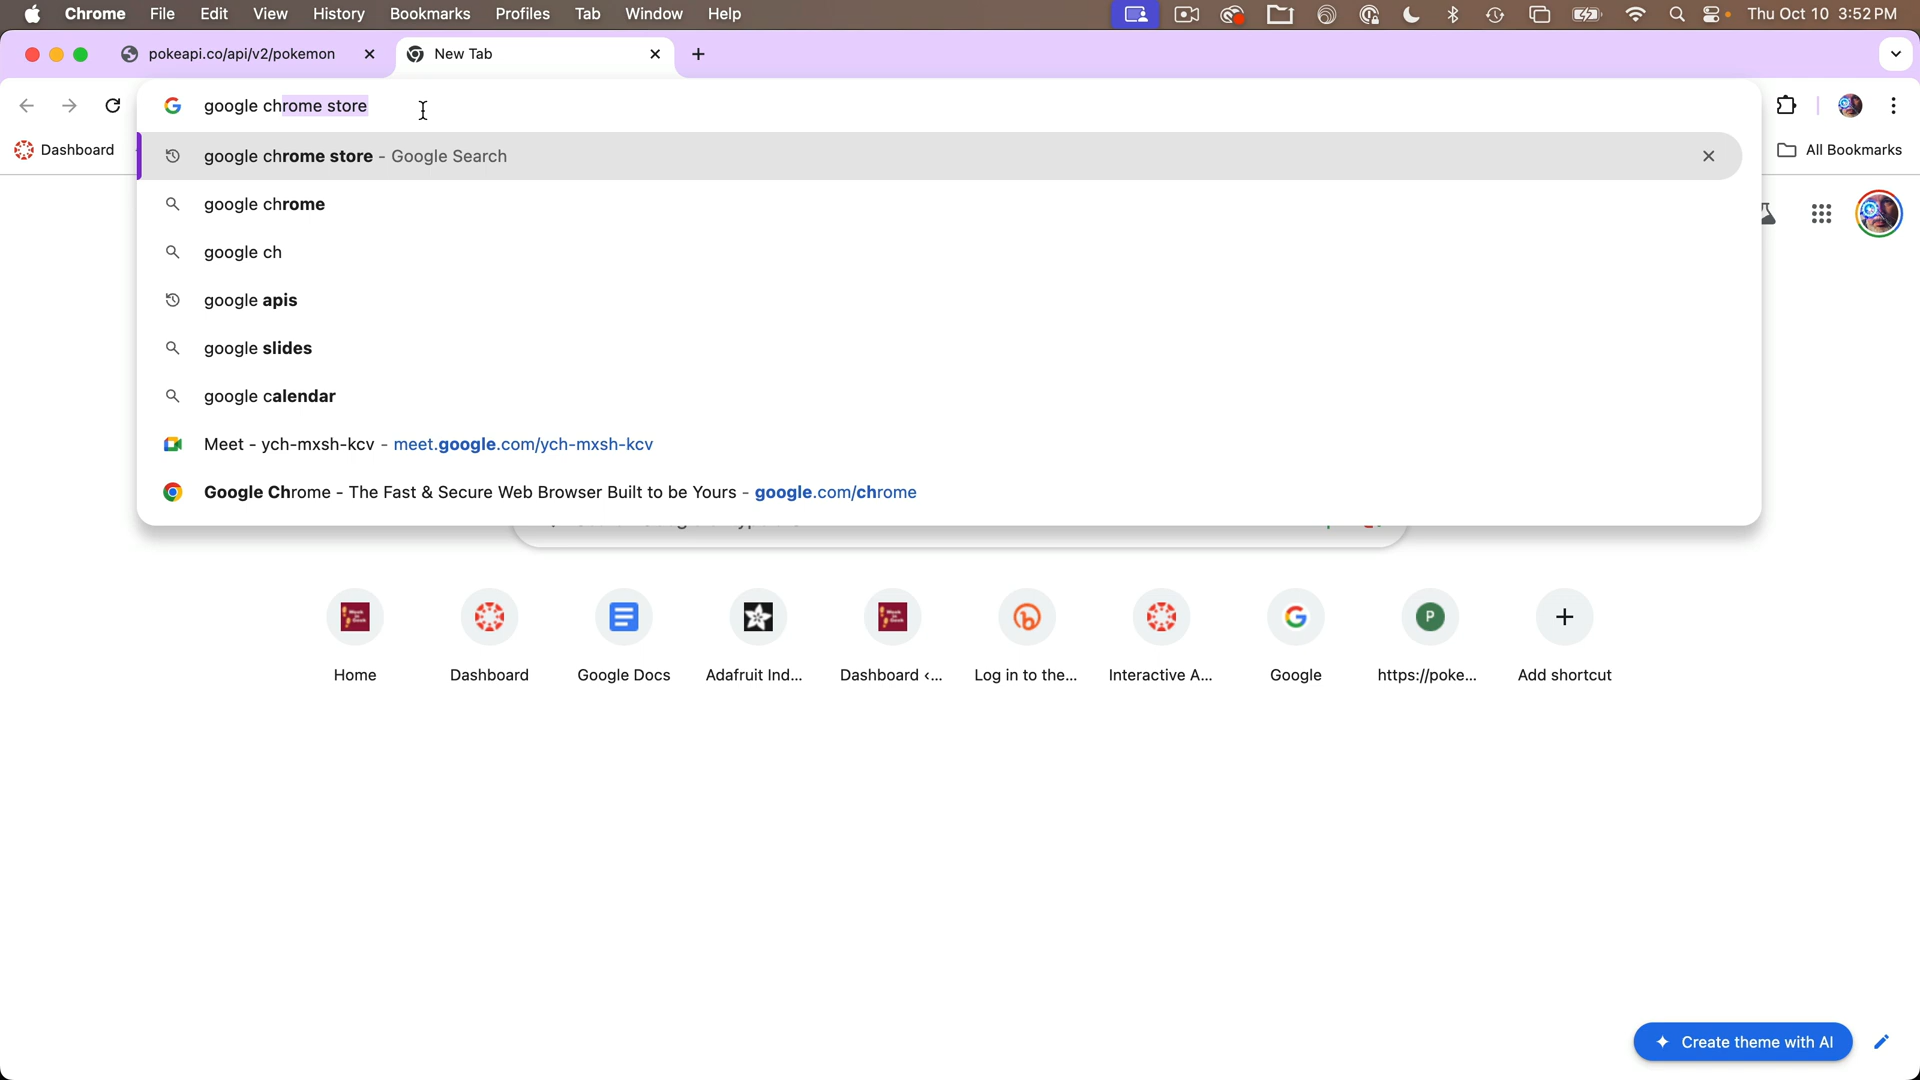 Chrome File Edit View History Bookmarks Profiles Tab Window Help Thu Oct 10 3:52 PM
pokeapi.co/api/v2/pokemon New Tab
google chrome store
Dashboard All Bookmarks
google chrome store - Google Search
google chrome
google ch
google apis
google slides
google calendar
Meet - ych-mxsh-kcv - meet.google.com/ych-mxsh-kcv
Google Chrome - The Fast & Secure Web Browser Built to be Yours - google.com/chrome
P
Home Dashboard Google Docs Adafruit Ind... Dashboard ‹... Log in to the... Interactive A... Google https://poke... Add shortcut
Create theme with AI